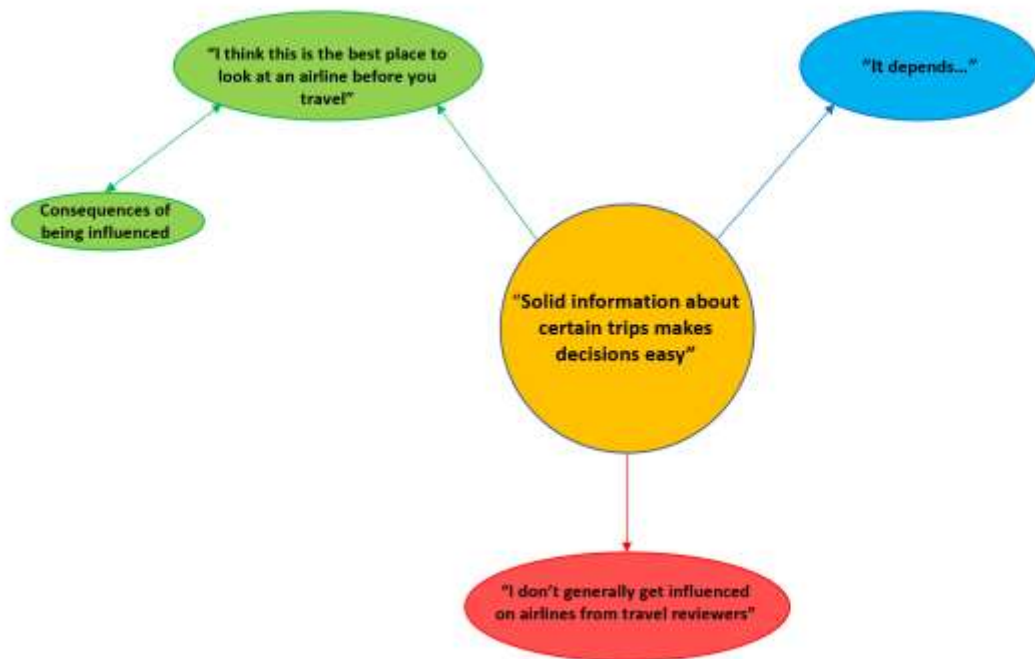 “I think this is the best place to
look at an airline before you
travel”
“It depends...”
Consequences of
being influenced
“Solid information about
certain trips makes
decisions easy”
“I don’t generally get influenced
on airlines from travel reviewers”